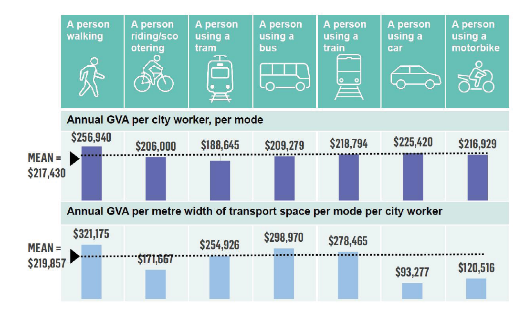 A person walking
A person riding/sco otering
A person using a tram
A person using a bus
A person using a train
A person using a car
A person using a motorbike
Annual GVA per city worker, per mode
MEAN = $217,430
$256,940
$206,000
$188,645
$209,279
$218,794
$225,420
$216,929
Annual GVA per metre width of transport space per mode per city worker
MEAN = $219,857
$321,175
$171,667
$254,926
$298,970
$278,465
$93,277
$120,516